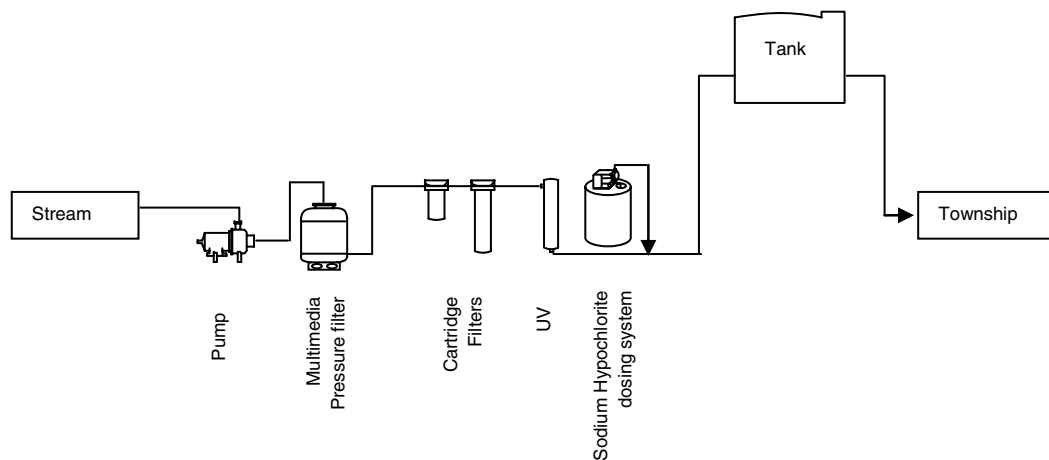 Tank
Stream
Township
Pump
Multimedia
Pressure filter
Cartridge
Filters
UV
Sodium Hypochlorite
dosing system